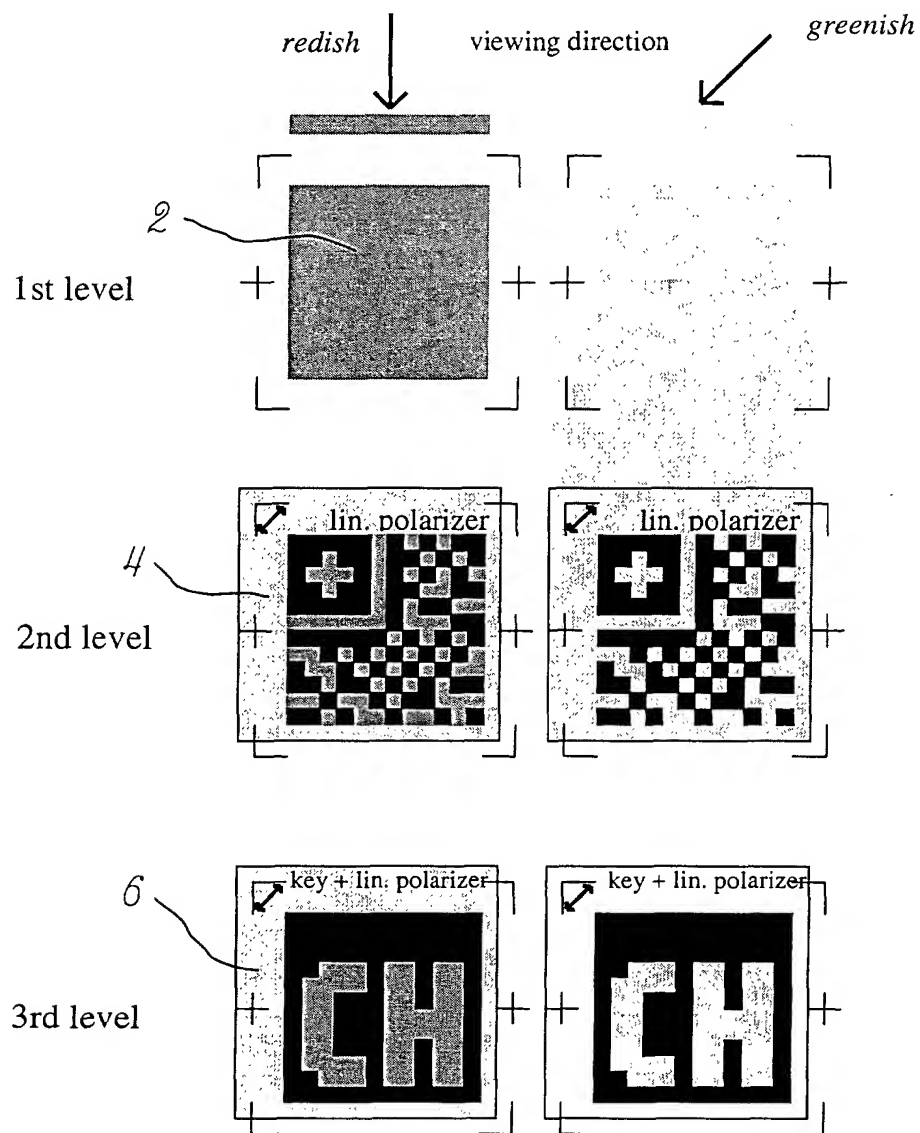 redish viewing direction greenish
2
1st level
lin. polarizer lin. polarizer
4
2nd level
key + lin. polarizer key + lin. polarizer
6
CH CH
3rd level